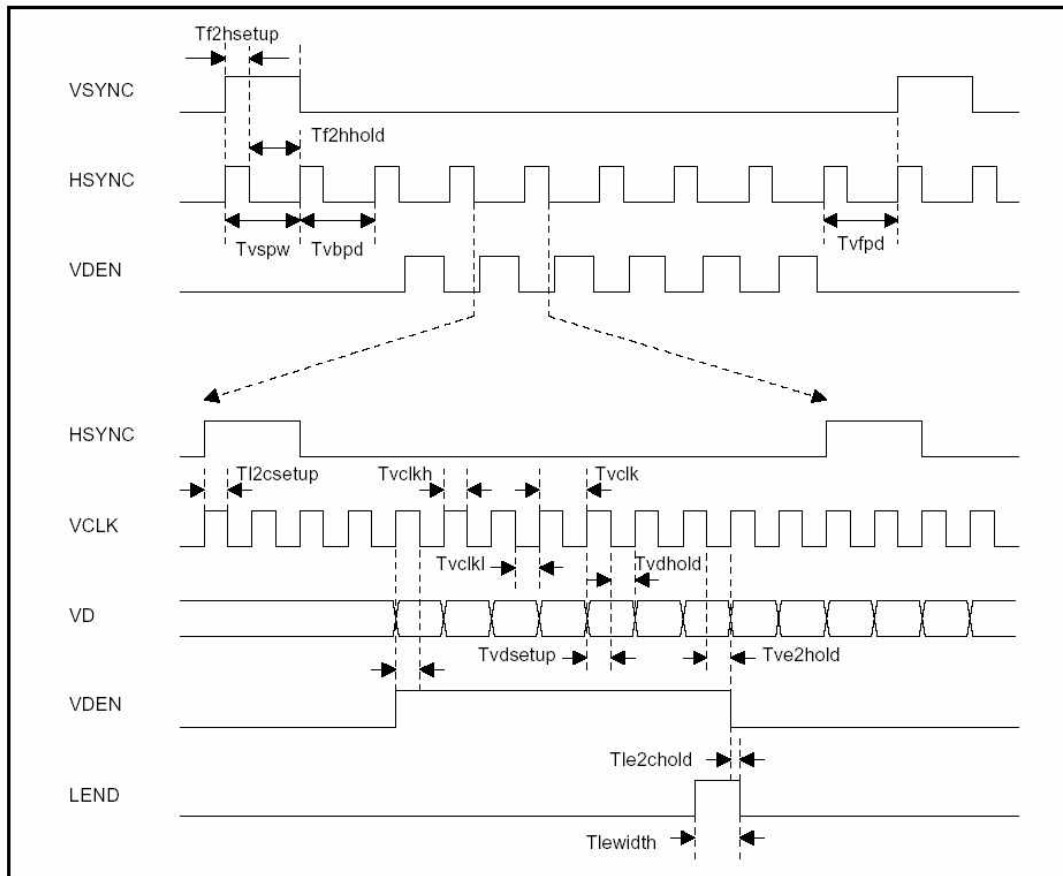 Tf2hsetup
VSYNC
Tf2hhold
HSYNC
Tvspw
Tvbpd
Tvfpd
VDEN
HSYNC
Tl2csetup
Tvclkh
Tvclk
VCLK
Tvclkl
Tvdhold
VD
Tvdsetup
Tve2hold
VDEN
Tle2chold
LEND
Tlewidth